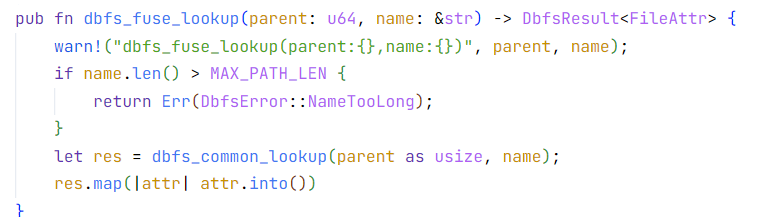 pub fn dbfs_fuse_lookup(parent: u64, name: &str) -> DbfsResult<FileAttr> {
    warn!("dbfs_fuse_lookup(parent:{},name:{})", parent, name);
    if name.len() > MAX_PATH_LEN {
        return Err(DbfsError::NameTooLong);
    }
    let res = dbfs_common_lookup(parent as usize, name);
    res.map(|attr| attr.into())
}